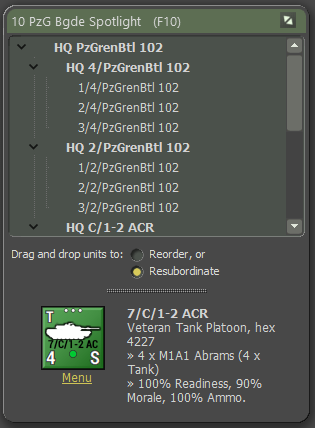 10 PzG Bgde Spotlight (F10)
HQ PzGrenBtl 102
HQ 4/PzGrenBtl 102
1/4/PzGrenBtl 102
2/4/PzGrenBtl 102
3/4/PzGrenBtl 102
HQ 2/PzGrenBtl 102
1/2/PzGrenBtl 102
2/2/PzGrenBtl 102
3/2/PzGrenBtl 102
HQ C/1-2 ACR
Drag and drop units to: Reorder, or
Resubordinate
T
7/C/1-2 AC
4 S
Menu
7/C/1-2 ACR
Veteran Tank Platoon, hex
4227
» 4 x M1A1 Abrams (4 x
Tank)
» 100% Readiness, 90%
Morale, 100% Ammo.